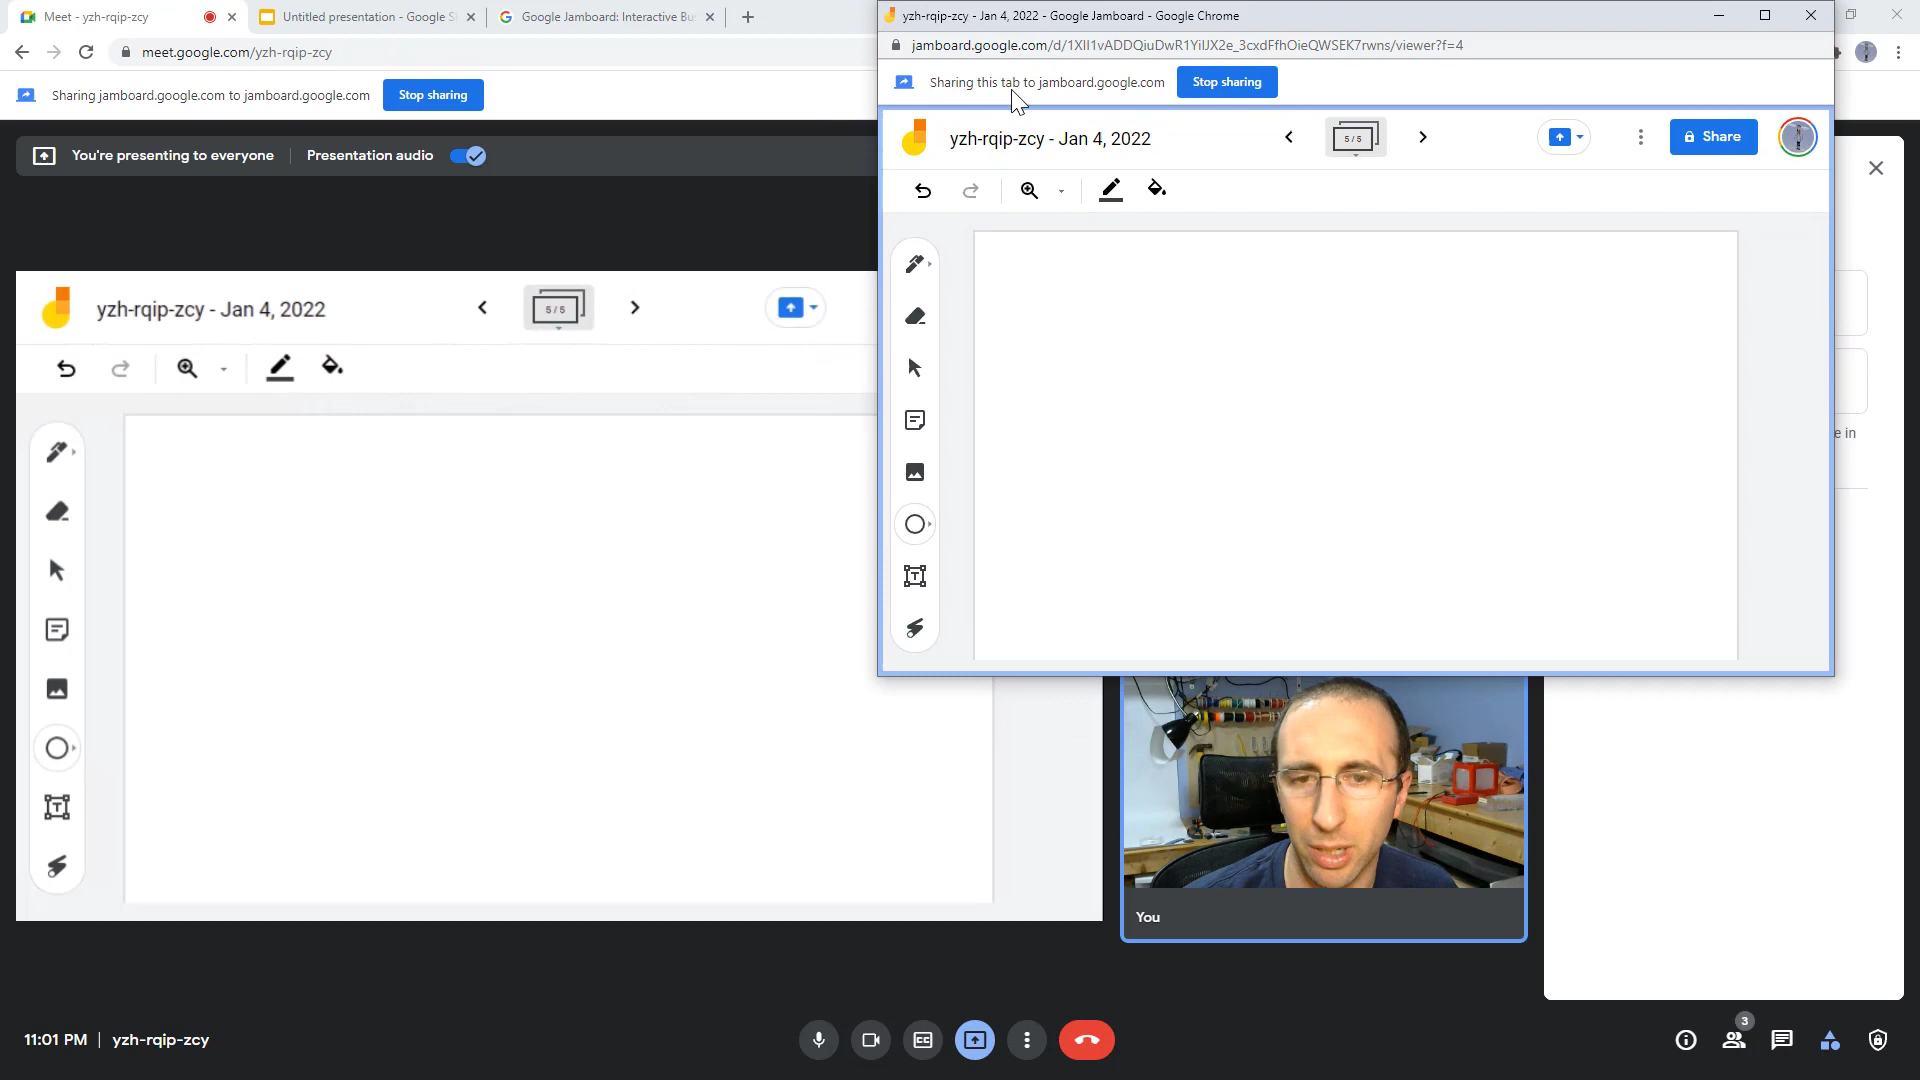 Meet - yzh-rqip-zcy
Untitled presentation - Google S
Google Jamboard: Interactive Bus
yzh-rqip-zcy - Jan 4, 2022 - Google Jamboard - Google Chrome
meet.google.com/yzh-rqip-zcy
jamboard.google.com/d/1XlI1vADDQiuDwR1YiIJX2e_3cxdFfhOieQWSEK7rwns/viewer?f=4
Sharing jamboard.google.com to jamboard.google.com
Stop sharing
Sharing this tab to jamboard.google.com
Stop sharing
You're presenting to everyone
Presentation audio
yzh-rqip-zcy - Jan 4, 2022
5 / 5
Share
yzh-rqip-zcy - Jan 4, 2022
5 / 5
e in
You
11:01 PM | yzh-rqip-zcy
3